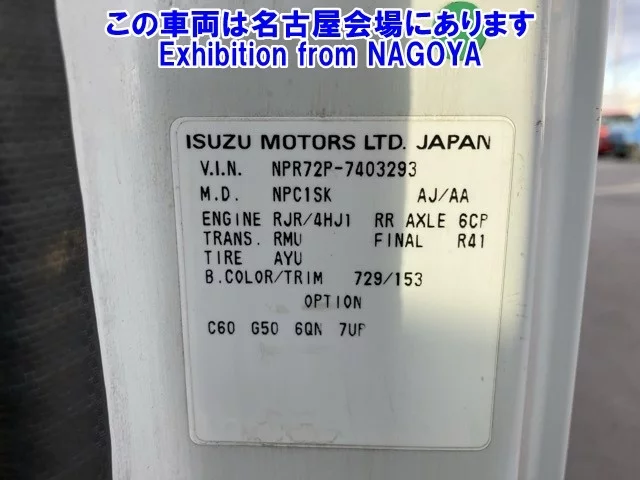 この車両は名古屋会場にあります
Exhibition from NAGOYA
ISUZU MOTORS LTD. JAPAN
V.I.N. NPR72P-7403293
M.D. NPC1SK AJ/AA
ENGINE RJR/4HJ1 RR AXLE 6CP
TRANS. RMU FINAL R41
TIRE AYU
B.COLOR/TRIM 729/153
OPTION
C60 G50 6QN 7UP